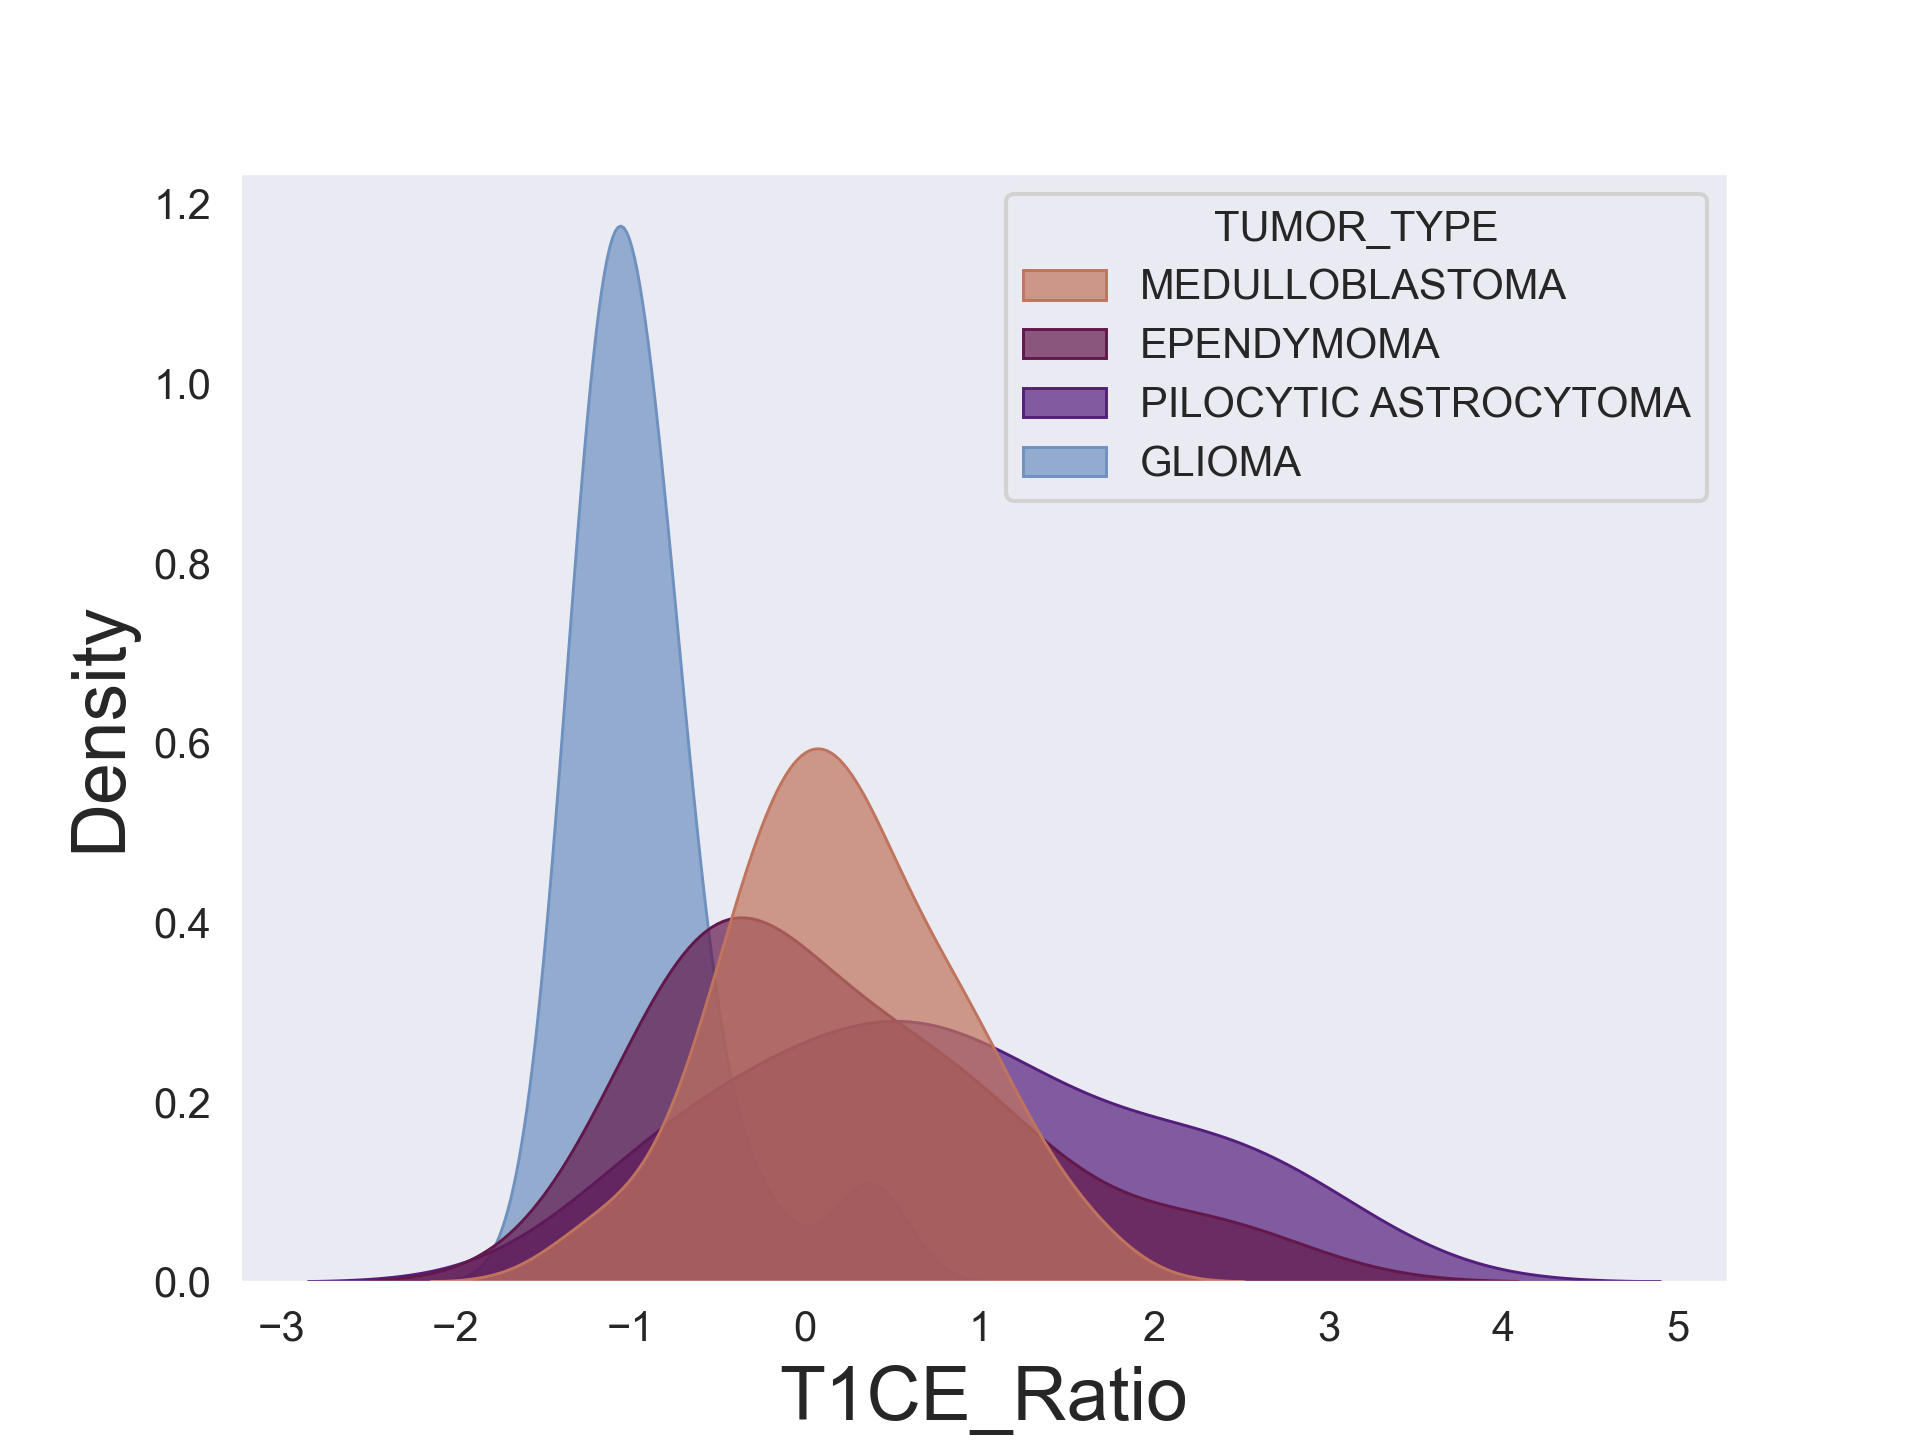 1.2
1.0
0.8
0.6
0.4
0.2
0.0
Density
TUMOR_TYPE
MEDULLOBLASTOMA
EPENDYMOMA
PILOCYTIC ASTROCYTOMA
GLIOMA
−3 −2 −1 0 1 2 3 4 5
T1CE_Ratio